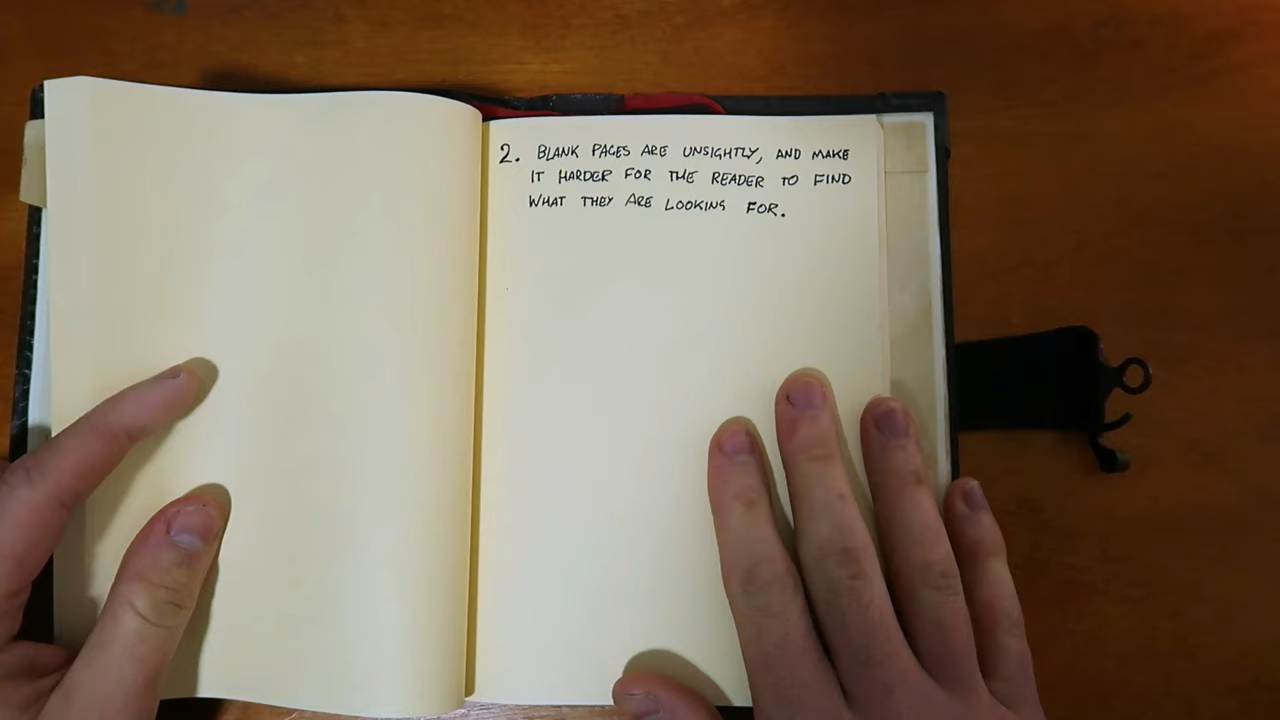 2. BLANK PAGES ARE UNSIGHTLY, AND MAKE
IT HARDER FOR THE READER TO FIND
WHAT THEY ARE LOOKING FOR.